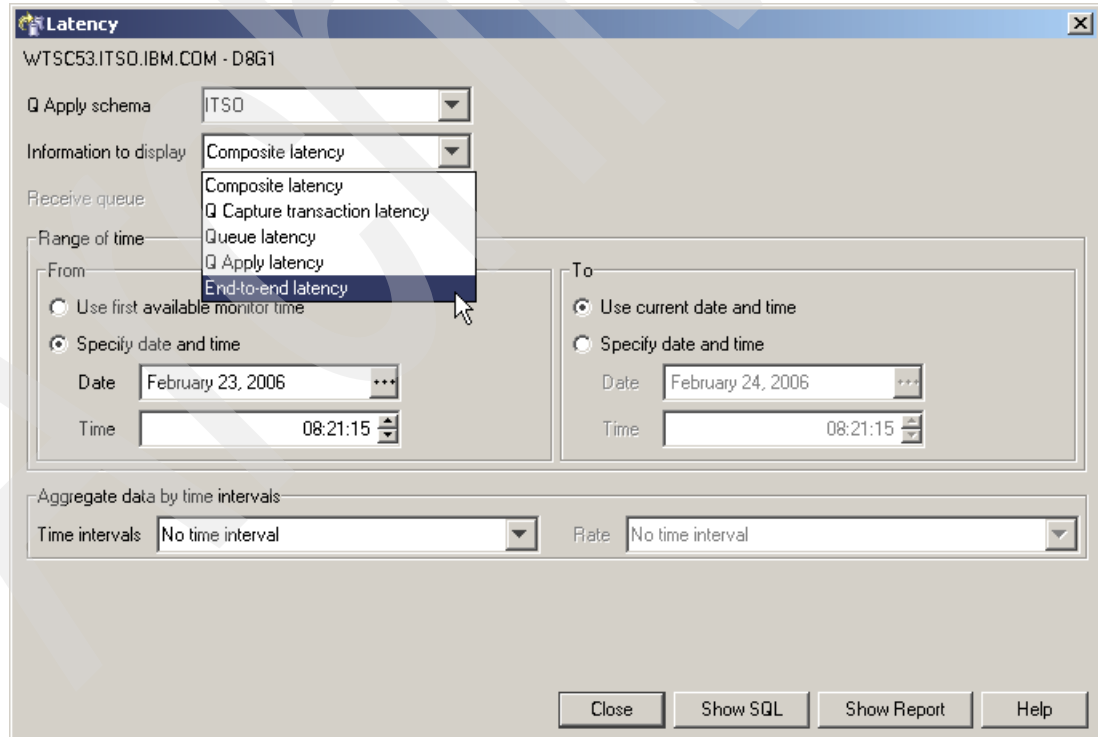 Latency
WTSC53.ITSO.IBM.COM - D8G1
Q Apply schema ITSO
Information to display Composite latency
Composite latency
Q Capture transaction latency
Receive queue
Queue latency
Q Apply latency
End-to-end latency
Range of time
From To
Use first available monitor time Use current date and time
Specify date and time Specify date and time
Date February 23, 2006 Date February 24, 2006
Time 08:21:15 Time 08:21:15
Aggregate data by time intervals
Time intervals No time interval Rate No time interval
Close Show SQL Show Report Help